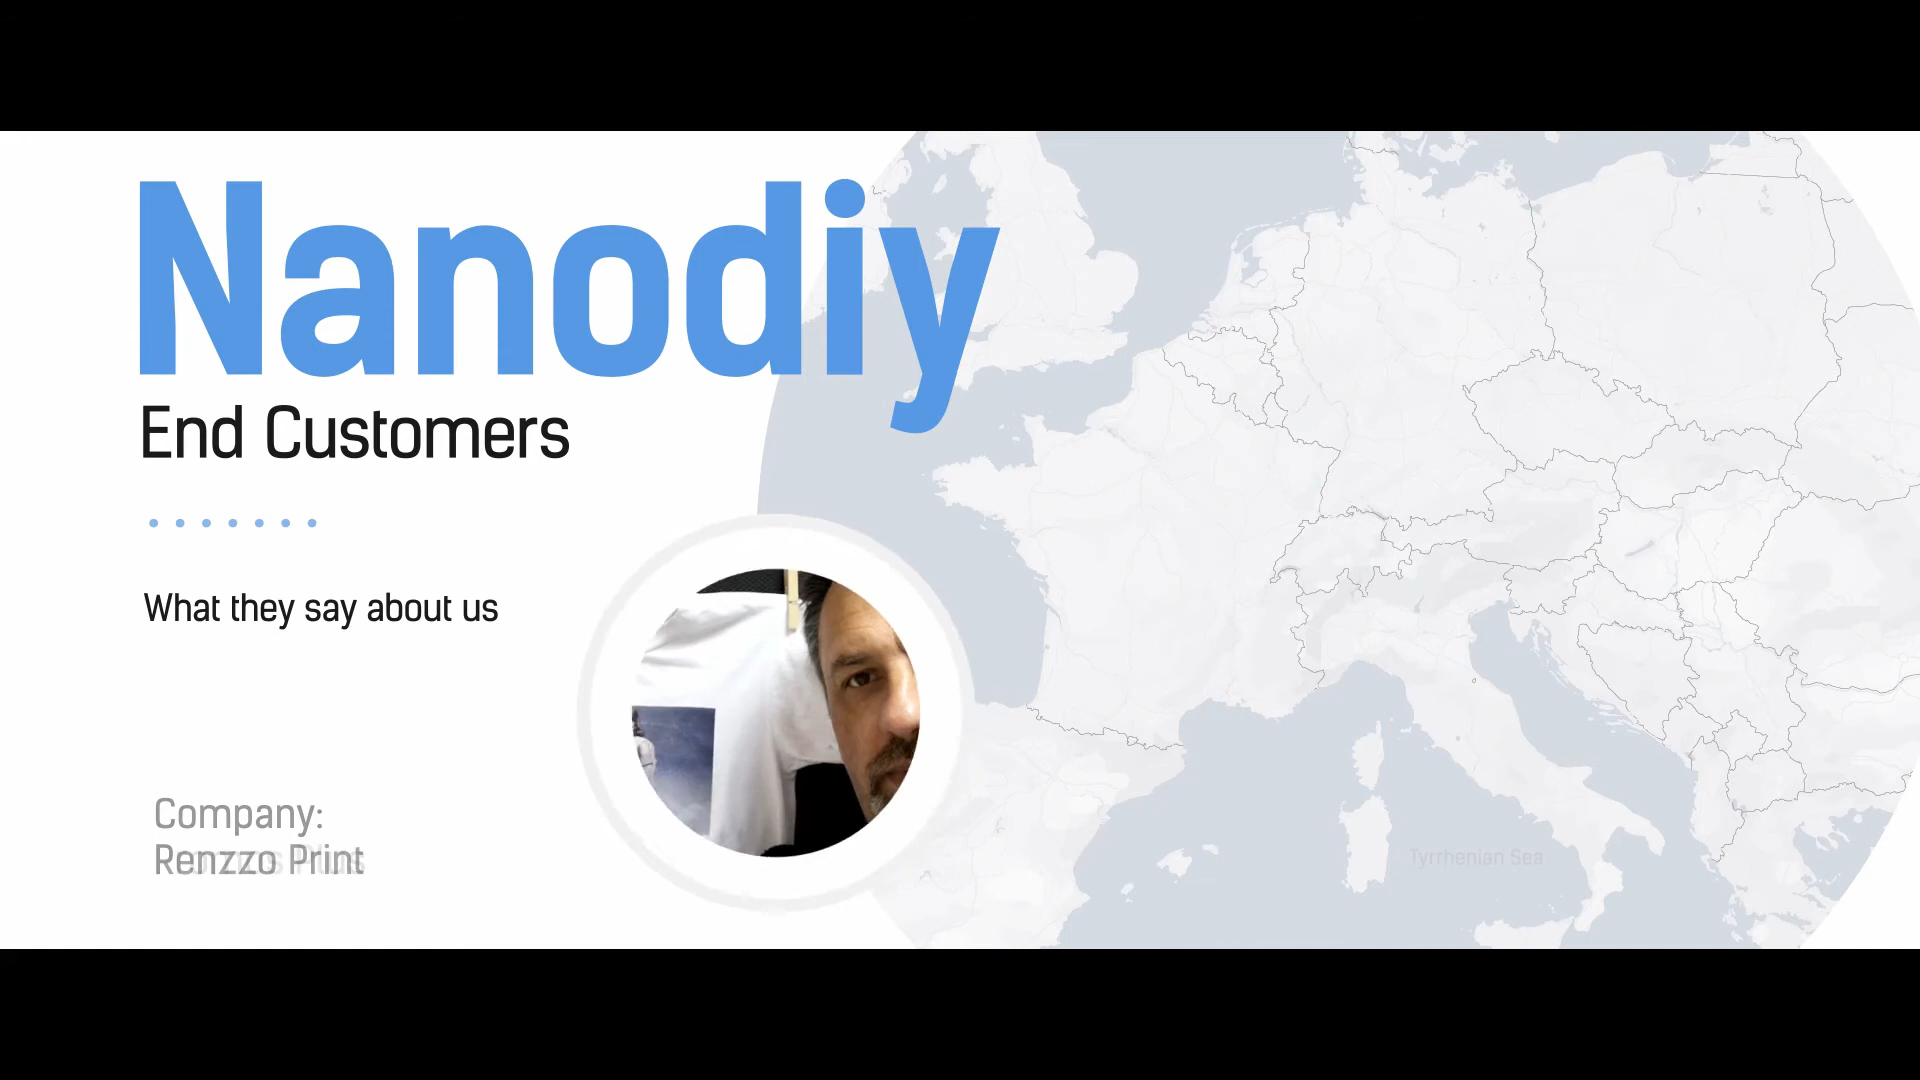 Nanodiy
End Customers
What they say about us
Company:
Renzzo Print
Tyrrhenian Sea